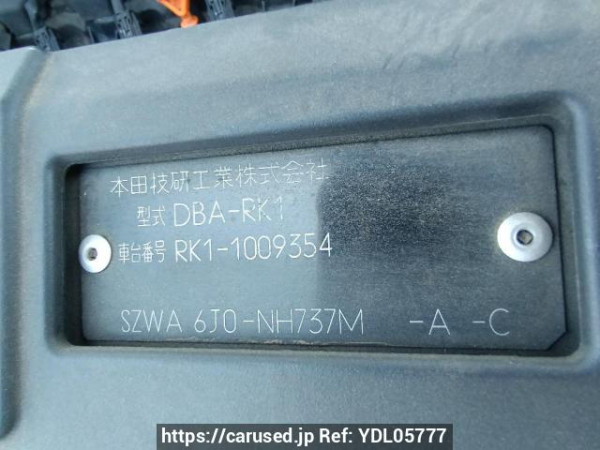 本田技研工業株式会社
型式 DBA-RK1
車台番号 RK1-1009354
SZWA 6J0-NH737M -A -C
https://carused.jp Ref: YDL05777